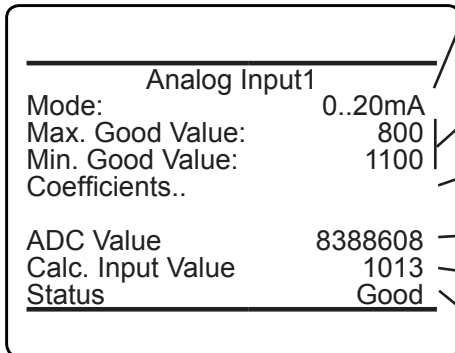 Analog Input1
Mode: 0..20mA
Max. Good Value: 800
Min. Good Value: 1100
Coefficients..
ADC Value 8388608
Calc. Input Value 1013
Status Good